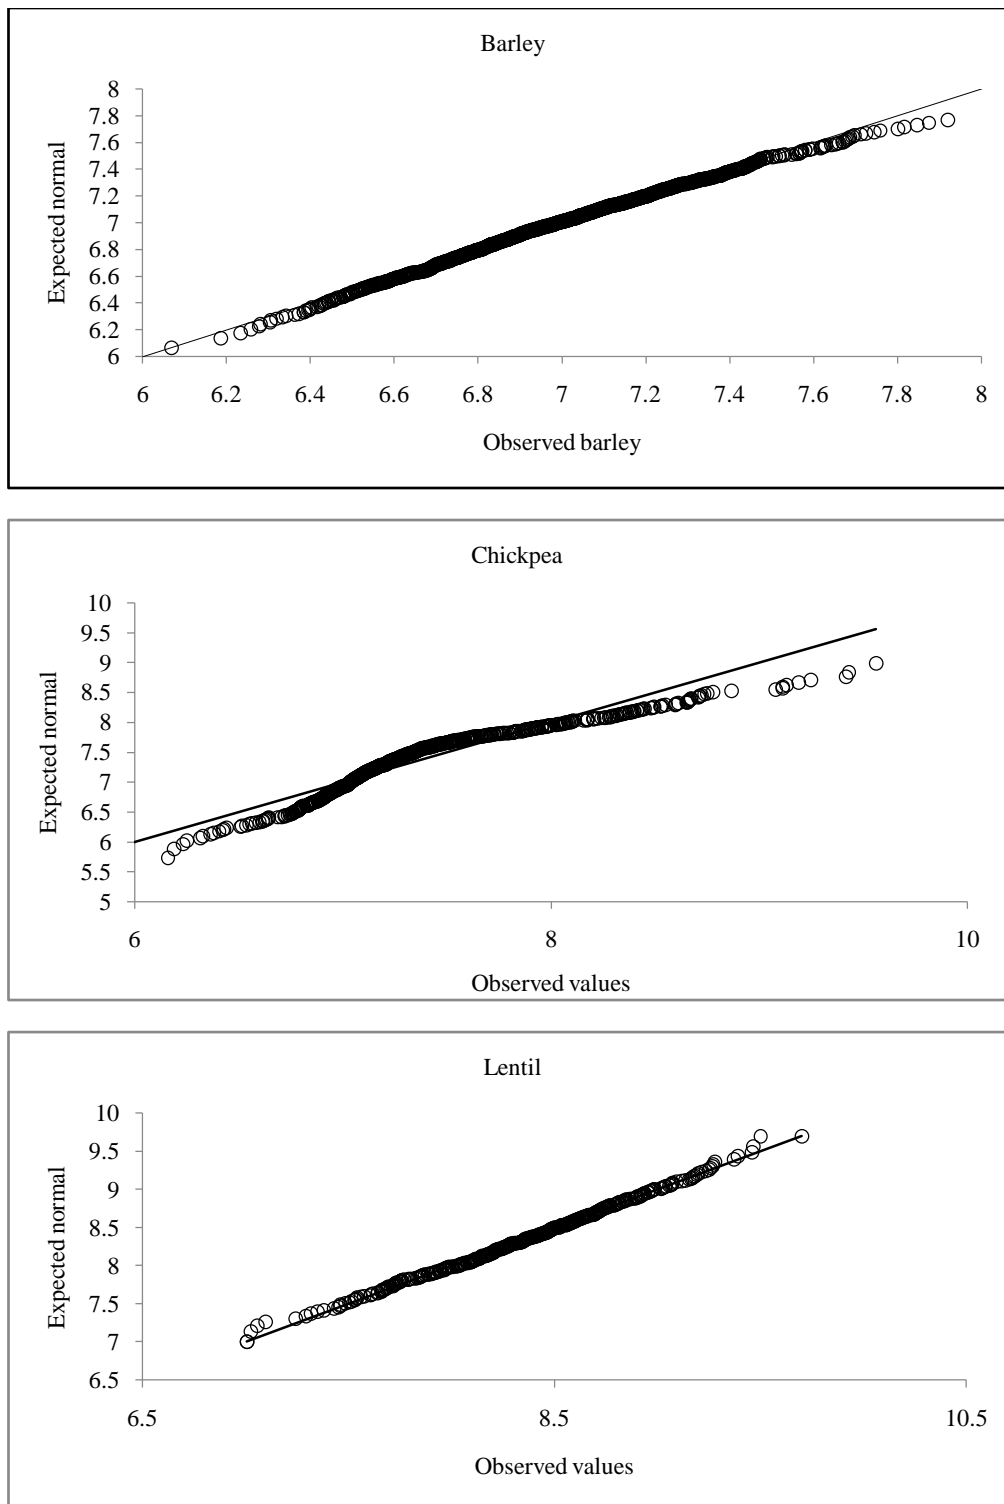 Barley
8
7.8
7.6
7.4
7.2
7
6.8
6.6
6.4
6.2
6
Expected normal
6 6.2 6.4 6.6 6.8 7 7.2 7.4 7.6 7.8 8
Observed barley
Chickpea
10
9.5
9
8.5
8
7.5
7
6.5
6
5.5
5
Expected normal
6 8 10
Observed values
Lentil
10
9.5
9
8.5
8
7.5
7
6.5
Expected normal
6.5 8.5 10.5
Observed values